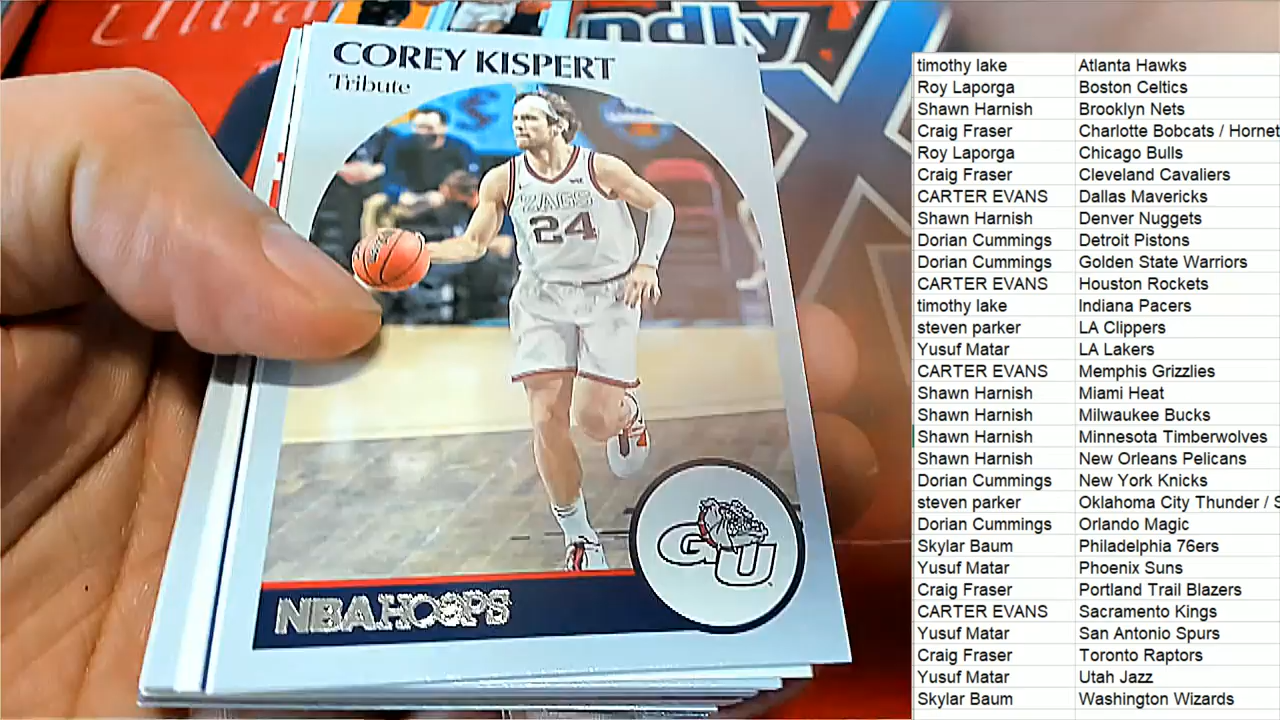 Ultra
ndly
COREY KISPERT
Tribute
ZAGS
24
GU
NBA HOOPS
timothy lake Atlanta Hawks
Roy Laporga Boston Celtics
Shawn Harnish Brooklyn Nets
Craig Fraser Charlotte Bobcats / Hornet
Roy Laporga Chicago Bulls
Craig Fraser Cleveland Cavaliers
CARTER EVANS Dallas Mavericks
Shawn Harnish Denver Nuggets
Dorian Cummings Detroit Pistons
Dorian Cummings Golden State Warriors
CARTER EVANS Houston Rockets
timothy lake Indiana Pacers
steven parker LA Clippers
Yusuf Matar LA Lakers
CARTER EVANS Memphis Grizzlies
Shawn Harnish Miami Heat
Shawn Harnish Milwaukee Bucks
Shawn Harnish Minnesota Timberwolves
Shawn Harnish New Orleans Pelicans
Dorian Cummings New York Knicks
steven parker Oklahoma City Thunder / S
Dorian Cummings Orlando Magic
Skylar Baum Philadelphia 76ers
Yusuf Matar Phoenix Suns
Craig Fraser Portland Trail Blazers
CARTER EVANS Sacramento Kings
Yusuf Matar San Antonio Spurs
Craig Fraser Toronto Raptors
Yusuf Matar Utah Jazz
Skylar Baum Washington Wizards